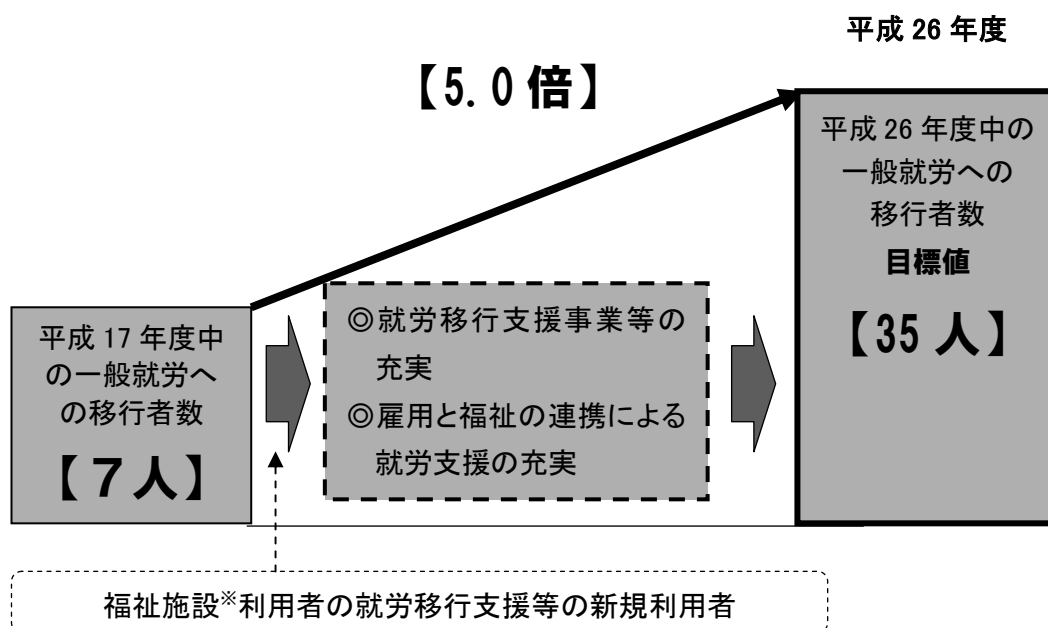 平成 26 年度
【5.0 倍】
平成 26 年度中の
一般就労への
移行者数
目標値
【35 人】
平成 17 年度中
の一般就労へ
の移行者数
【７人】
◎就労移行支援事業等の
充実
◎雇用と福祉の連携による
就労支援の充実
福祉施設※利用者の就労移行支援等の新規利用者